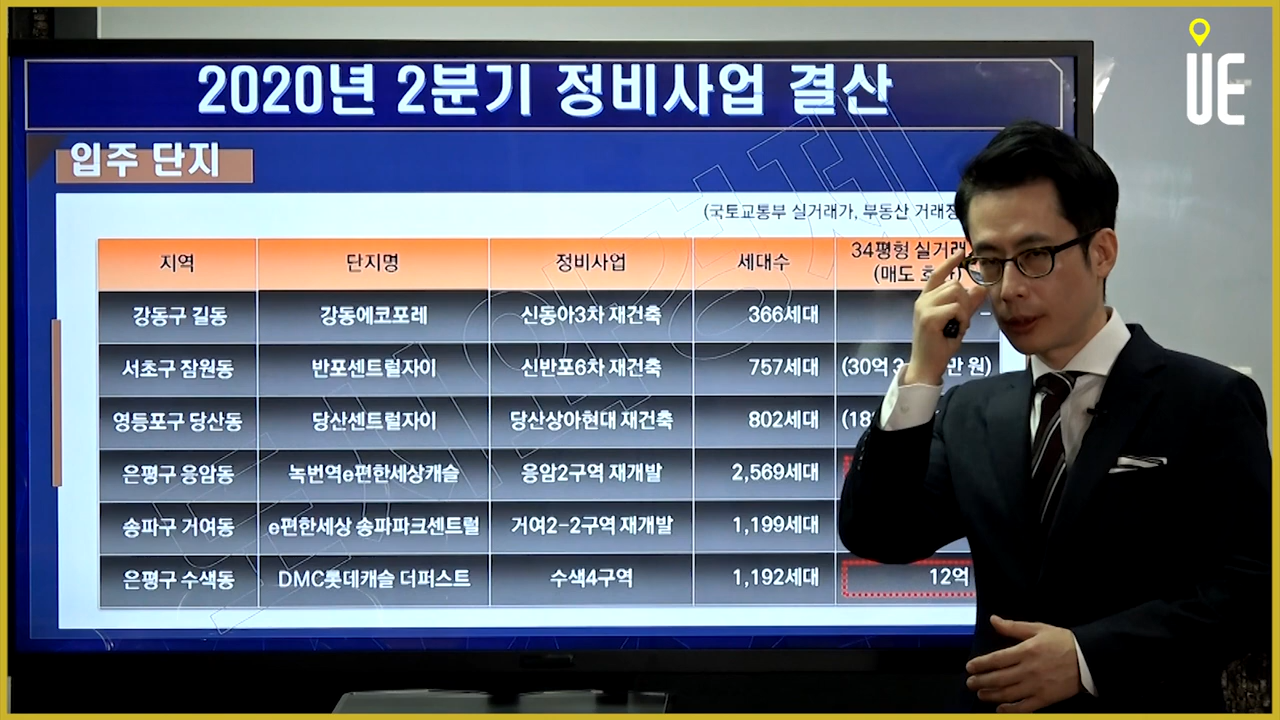 2020년 2분기 정비사업 결산
UE
입주 단지
(국토교통부 실거래가, 부동산
지역 단지명 정비사업 세대수 34평형
(매도
강동구 길동 강동에코포레 신동아3차 재건축 366세대 -
서초구 잠원동 반포센트럴자이 신반포6차 재건축 757세대 (30억 만 원)
영등포구 당산동 당산센트럴자이 당산상아현대 재건축 802세대
은평구 응암동 녹번역e편한세상캐슬 응암2구역 재개발 2,569세대
송파구 거여동 e편한세상 송파파크센트럴 거여2-2구역 재개발 1,199세대
은평구 수색동 DMC롯데캐슬 더퍼스트 수색4구역 1,192세대 12억
도시와경제